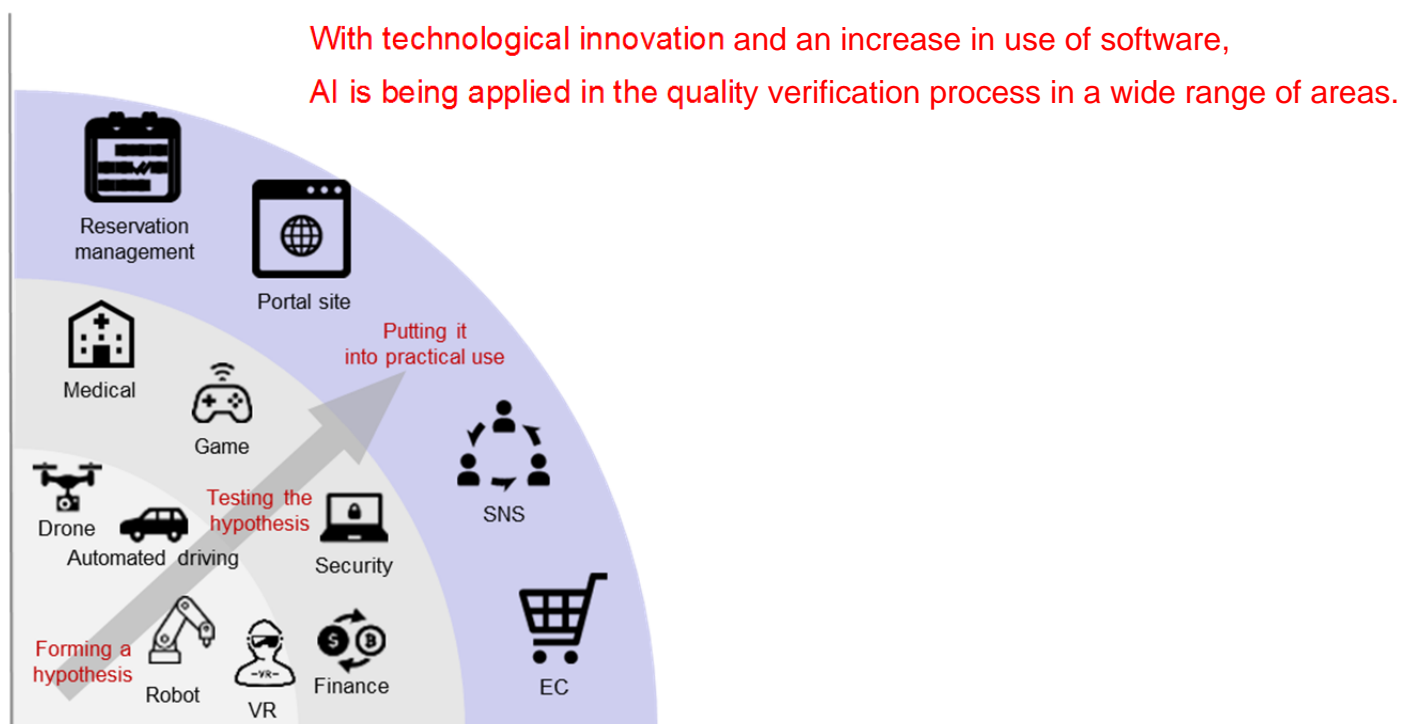 With technological innovation and an increase in use of software,
AI is being applied in the quality verification process in a wide range of areas.
Reservation
management
Portal site
Putting it
into practical use
Medical
Game
SNS
Drone
Automated driving
Testing the
hypothesis
Security
EC
Forming a
hypothesis
Robot
-VR-
VR
Finance